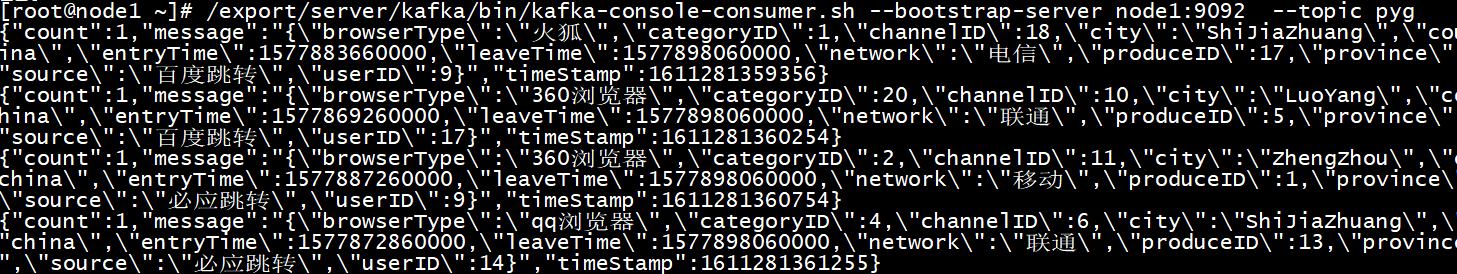 [root@node1 ~]# /export/server/kafka/bin/kafka-console-consumer.sh --bootstrap-server node1:9092  --topic pyg
{"count":1,"message":"{\"browserType\":\"火狐\",\"categoryID\":1,\"channelID\":18,\"city\":\"ShiJiaZhuang\",\"cou
ina\",\"entryTime\":1577883660000,\"leaveTime\":1577898060000,\"network\":\"电信\",\"produceID\":17,\"province\"
"source\":\"百度跳转\",\"userID\":9}","timeStamp":1611281359356}
{"count":1,"message":"{\"browserType\":\"360浏览器\",\"categoryID\":20,\"channelID\":10,\"city\":\"LuoYang\",\"co
hina\",\"entryTime\":1577869260000,\"leaveTime\":1577898060000,\"network\":\"联通\",\"produceID\":5,\"province\"
"source\":\"百度跳转\",\"userID\":17}","timeStamp":1611281360254}
{"count":1,"message":"{\"browserType\":\"360浏览器\",\"categoryID\":2,\"channelID\":11,\"city\":\"ZhengZhou\",\"c
china\",\"entryTime\":1577887260000,\"leaveTime\":1577898060000,\"network\":\"移动\",\"produceID\":1,\"province\
\"source\":\"必应跳转\",\"userID\":9}","timeStamp":1611281360754}
{"count":1,"message":"{\"browserType\":\"qq浏览器\",\"categoryID\":4,\"channelID\":6,\"city\":\"ShiJiaZhuang\",\
"china\",\"entryTime\":1577872860000,\"leaveTime\":1577898060000,\"network\":\"联通\",\"produceID\":13,\"provinc
",\"source\":\"必应跳转\",\"userID\":14}","timeStamp":1611281361255}